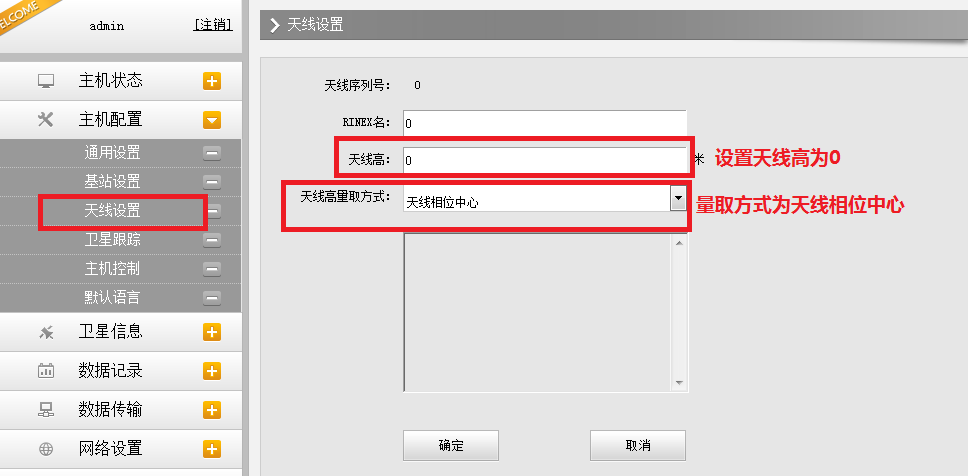 WELCOME
admin
[注销]
主机状态
主机配置
通用设置
基站设置
天线设置
卫星跟踪
主机控制
默认语言
卫星信息
数据记录
数据传输
网络设置
天线设置
天线序列号： 0
RINEX名： 0
天线高： 0 米 设置天线高为0
天线高量取方式： 天线相位中心 量取方式为天线相位中心
确定 取消